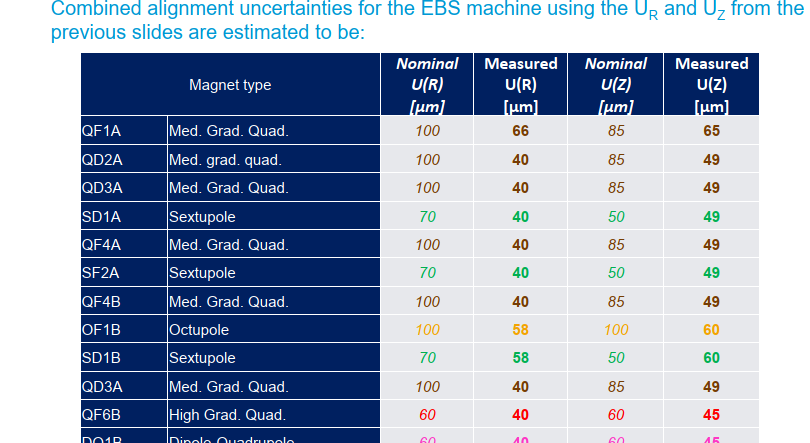 Combined alignment uncertainties for the EBS machine using the UR and UZ from the
previous slides are estimated to be:
Magnet type Nominal U(R) [µm] Measured U(R) [µm] Nominal U(Z) [µm] Measured U(Z) [µm]
QF1A Med. Grad. Quad. 100 66 85 65
QD2A Med. grad. quad. 100 40 85 49
QD3A Med. Grad. Quad. 100 40 85 49
SD1A Sextupole 70 40 50 49
QF4A Med. Grad. Quad. 100 40 85 49
SF2A Sextupole 70 40 50 49
QF4B Med. Grad. Quad. 100 40 85 49
OF1B Octupole 100 58 100 60
SD1B Sextupole 70 58 50 60
QD3A Med. Grad. Quad. 100 40 85 49
QF6B High Grad. Quad. 60 40 60 45
DQ1B Dipole Quadrupole 60 40 60 45